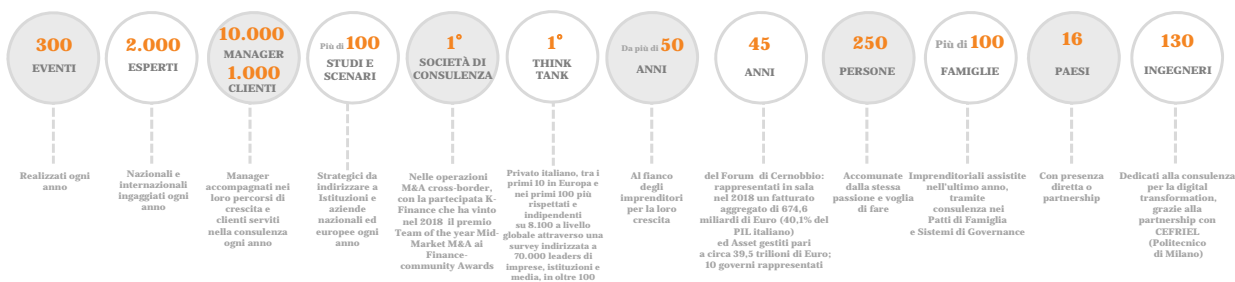 300
EVENTI
Realizzati ogni
anno
2.000
ESPERTI
Nazionali e
internazionali
ingaggiati ogni
anno
10.000
MANAGER
1.000
CLIENTI
Manager
accompagnati nei
loro percorsi di
crescita e
clienti serviti
nella consulenza
ogni anno
Più di 100
STUDI E
SCENARI
Strategici da
indirizzare a
Istituzioni e
aziende
nazionali ed
europee ogni
anno
1°
SOCIETÀ DI
CONSULENZA
Nelle operazioni
M&A cross-border,
con la partecipata K-
Finance che ha vinto
nel 2018 il premio
Team of the year Mid-
Market M&A ai
Finance-
community Awards
1°
THINK
TANK
Privato italiano, tra i
primi 10 in Europa e
nei primi 100 più
rispettati e
indipendenti
su 8.100 a livello
globale attraverso una
survey indirizzata a
70.000 leaders di
imprese, istituzioni e
media, in oltre 100
Da più di 50
ANNI
Al fianco
degli
imprenditori
per la loro
crescita
45
ANNI
del Forum di Cernobbio:
rappresentati in sala
nel 2018 un fatturato
aggregato di 674,6
miliardi di Euro (40,1% del
PIL italiano)
ed Asset gestiti pari
a circa 39,5 trilioni di Euro;
10 governi rappresentati
250
PERSONE
Accomunate
dalla stessa
passione e voglia
di fare
Più di 100
FAMIGLIE
Imprenditoriali assistite
nell'ultimo anno,
tramite
consulenza nei
Patti di Famiglia
e Sistemi di Governance
16
PAESI
Con presenza
diretta o
partnership
130
INGEGNERI
Dedicati alla consulenza
per la digital
transformation,
grazie alla
partnership con
CEFRIEL
(Politecnico
di Milano)